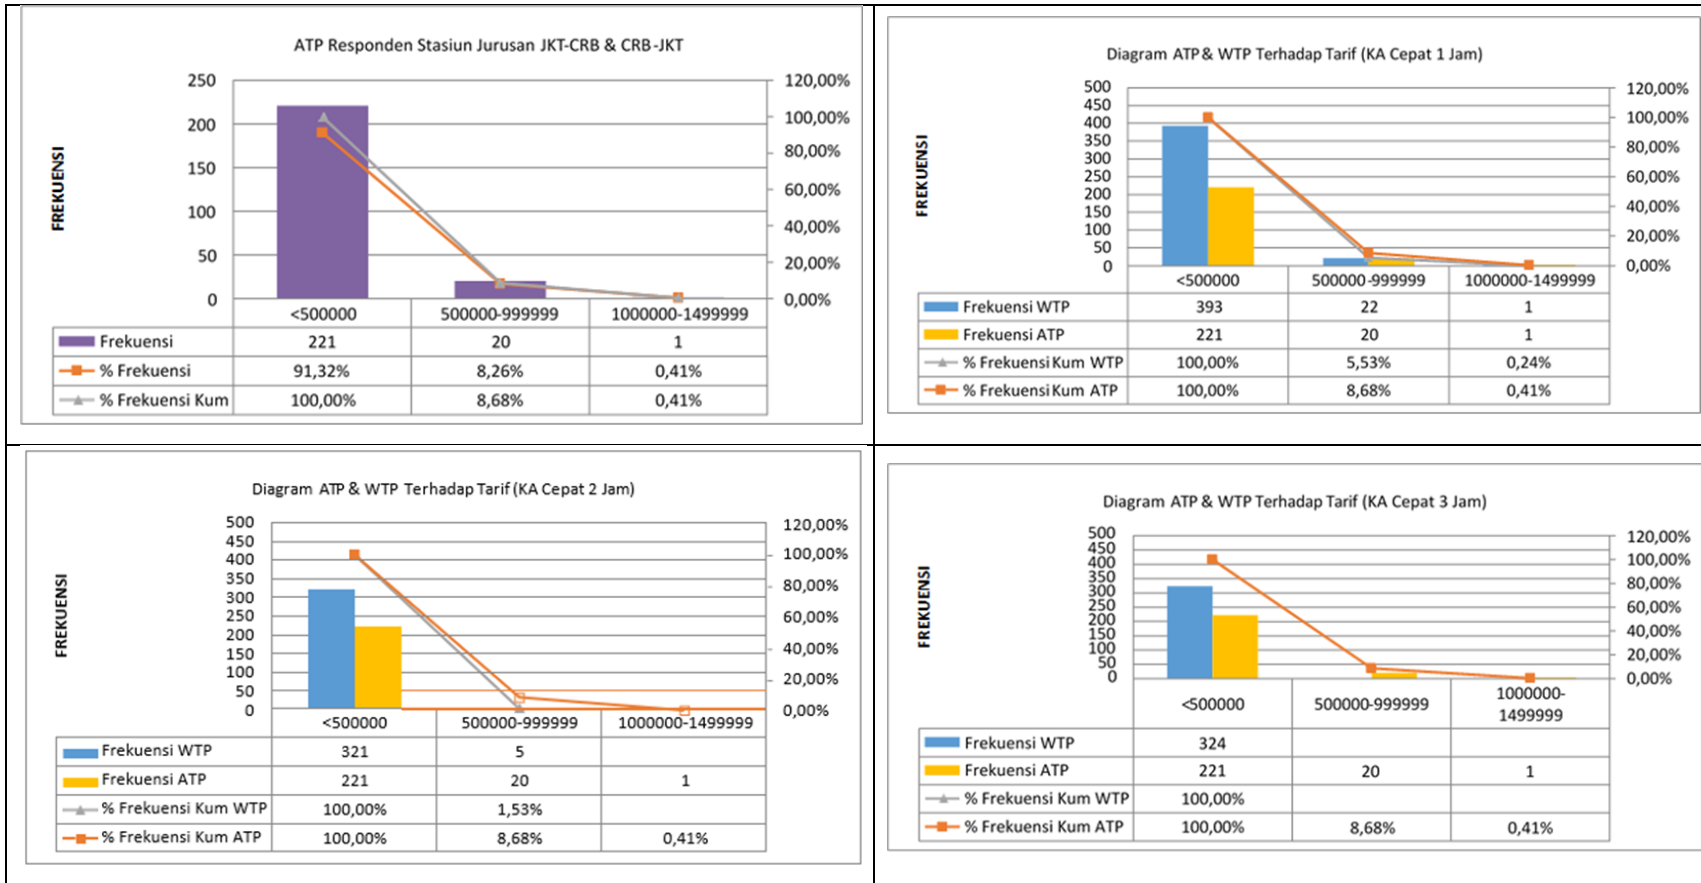 ATP Responden Stasiun Jurusan JKT-CRB & CRB-JKT
FREKUENSI
250
200
150
100
50
0
120,00%
100,00%
80,00%
60,00%
40,00%
20,00%
0,00%
<500000 500000-999999 1000000-1499999
Frekuensi 221 20 1
% Frekuensi 91,32% 8,26% 0,41%
% Frekuensi Kum 100,00% 8,68% 0,41%
Diagram ATP & WTP Terhadap Tarif (KA Cepat 1 Jam)
FREKUENSI
500
450
400
350
300
250
200
150
100
50
0
120,00%
100,00%
80,00%
60,00%
40,00%
20,00%
0,00%
<500000 500000-999999 1000000-1499999
Frekuensi WTP 393 22 1
Frekuensi ATP 221 20 1
% Frekuensi Kum WTP 100,00% 5,53% 0,24%
% Frekuensi Kum ATP 100,00% 8,68% 0,41%
Diagram ATP & WTP Terhadap Tarif (KA Cepat 2 Jam)
FREKUENSI
500
450
400
350
300
250
200
150
100
50
0
120,00%
100,00%
80,00%
60,00%
40,00%
20,00%
0,00%
<500000 500000-999999 1000000-1499999
Frekuensi WTP 321 5
Frekuensi ATP 221 20 1
% Frekuensi Kum WTP 100,00% 1,53%
% Frekuensi Kum ATP 100,00% 8,68% 0,41%
Diagram ATP & WTP Terhadap Tarif (KA Cepat 3 Jam)
FREKUENSI
500
450
400
350
300
250
200
150
100
50
0
120,00%
100,00%
80,00%
60,00%
40,00%
20,00%
0,00%
<500000 500000-999999 1000000-
1499999
Frekuensi WTP 324
Frekuensi ATP 221 20 1
% Frekuensi Kum WTP 100,00%
% Frekuensi Kum ATP 100,00% 8,68% 0,41%